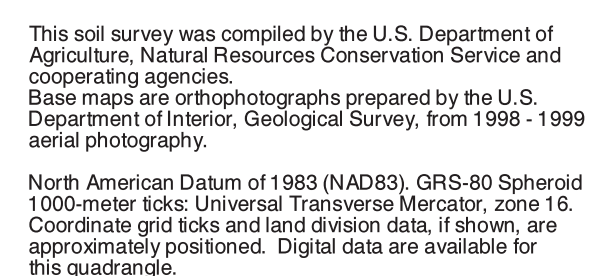 This soil survey was compiled by the U.S. Department of
Agriculture, Natural Resources Conservation Service and
cooperating agencies.
Base maps are orthophotographs prepared by the U.S.
Department of Interior, Geological Survey, from 1998 - 1999
aerial photography.
North American Datum of 1983 (NAD83). GRS-80 Spheroid
1000-meter ticks: Universal Transverse Mercator, zone 16.
Coordinate grid ticks and land division data, if shown, are
approximately positioned.  Digital data are available for
this quadrangle.